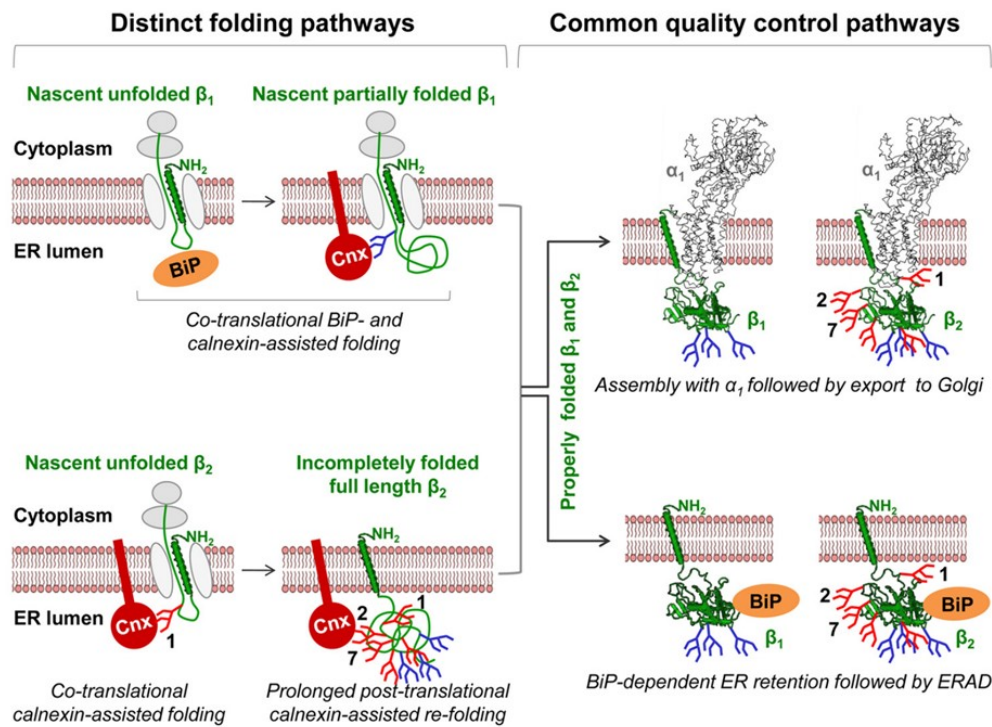 Distinct folding pathways
Common quality control pathways
Nascent unfolded β₁
Nascent partially folded β₁
Cytoplasm
NH₂
NH₂
ER lumen
BiP
Cnx
Co-translational BiP- and
calnexin-assisted folding
Nascent unfolded β₂
Incompletely folded
full length β₂
Cytoplasm
NH₂
ER lumen
Cnx
1
Cnx
2
1
7
Co-translational
calnexin-assisted folding
Prolonged post-translational
calnexin-assisted re-folding
Properly folded β₁ and β₂
α₁
α₁
1
2
7
β₁
β₂
Assembly with α₁ followed by export to Golgi
NH₂
NH₂
1
2
BiP
BiP
7
β₁
β₂
BiP-dependent ER retention followed by ERAD